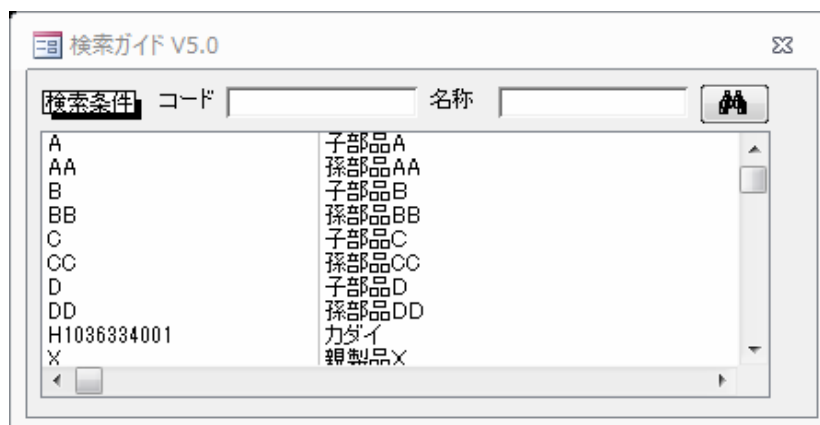 検索ガイド V5.0
検索条件 コード 名称
A 子部品A
AA 孫部品AA
B 子部品B
BB 孫部品BB
C 子部品C
CC 孫部品CC
D 子部品D
DD 孫部品DD
H1036334001 カダイ
X 親製品X